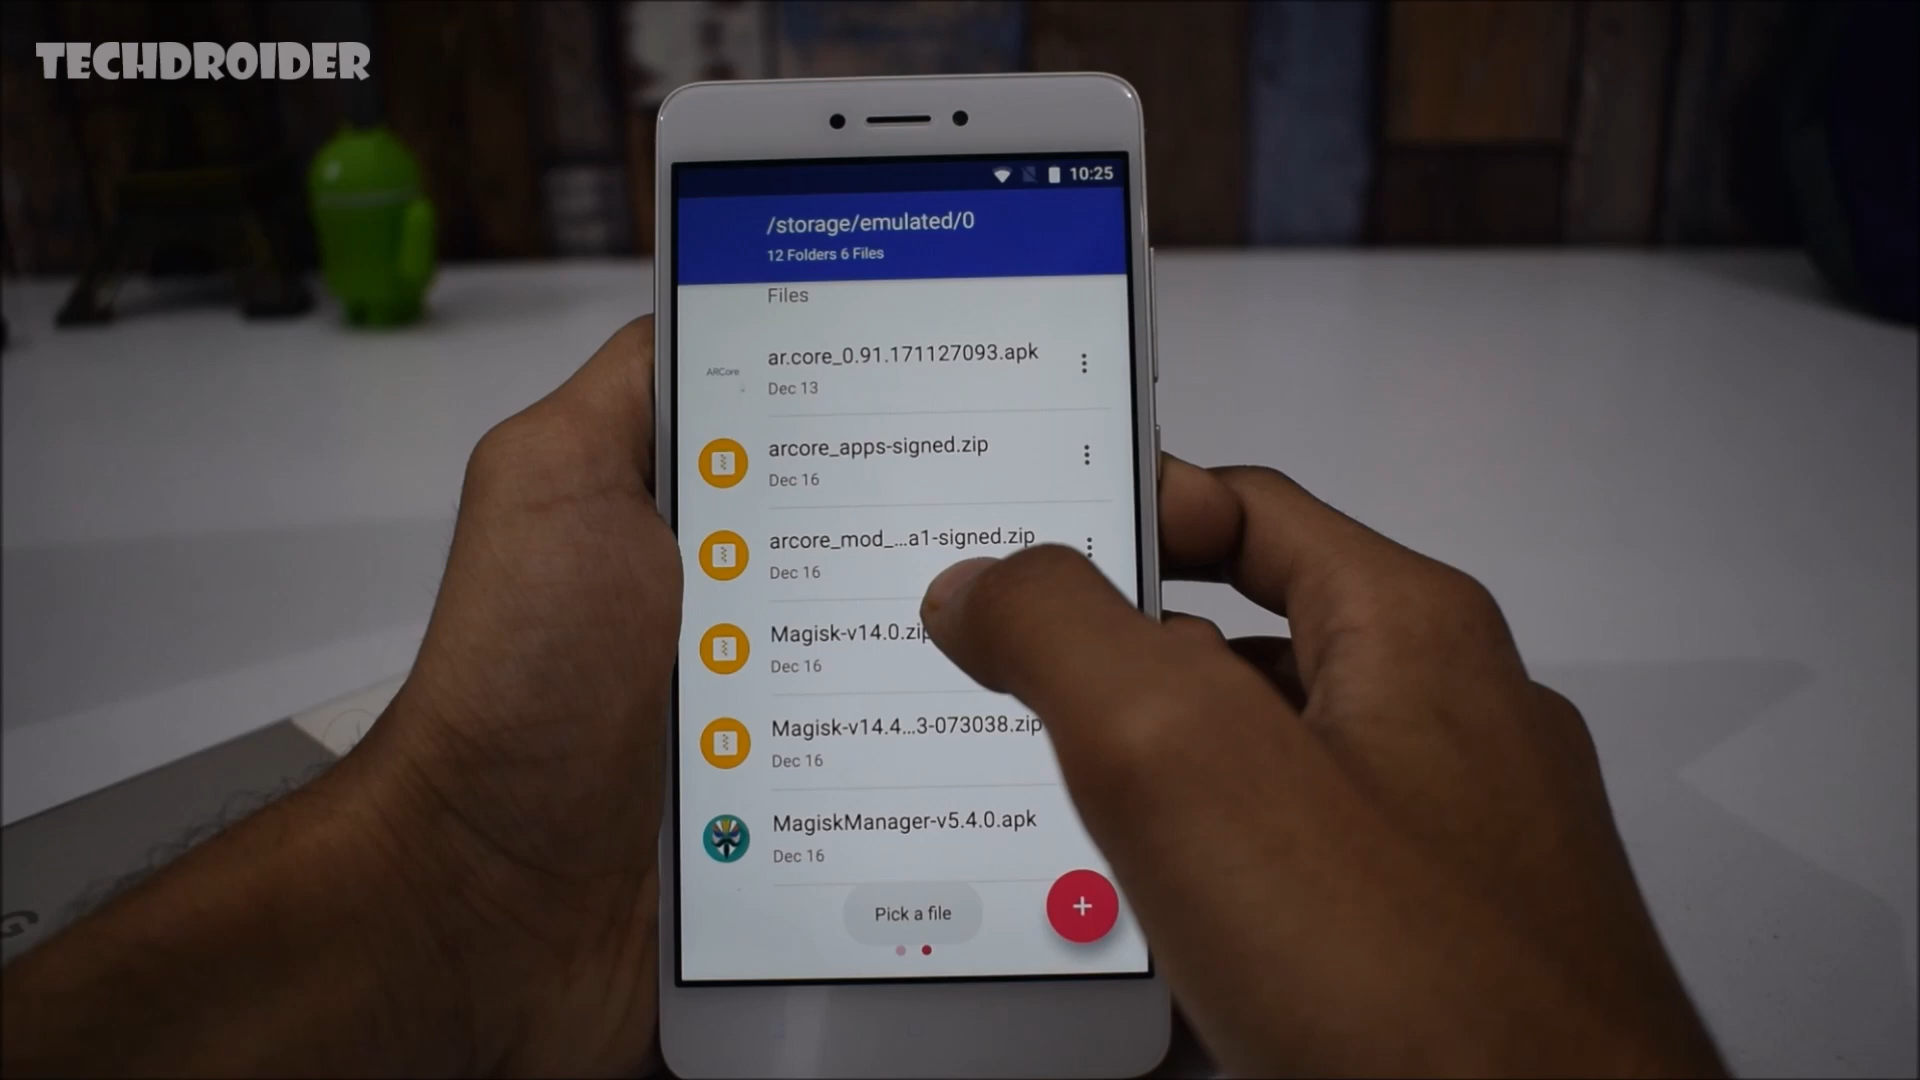 TECHDROIDER
10:25
/storage/emulated/0
12 Folders 6 Files
Files
ARCore
ar.core_0.91.171127093.apk
Dec 13
arcore_apps-signed.zip
Dec 16
arcore_mod_...a1-signed.zip
Dec 16
Magisk-v14.0.zip
Dec 16
Magisk-v14.4...3-073038.zip
Dec 16
MagiskManager-v5.4.0.apk
Dec 16
Pick a file
+
G